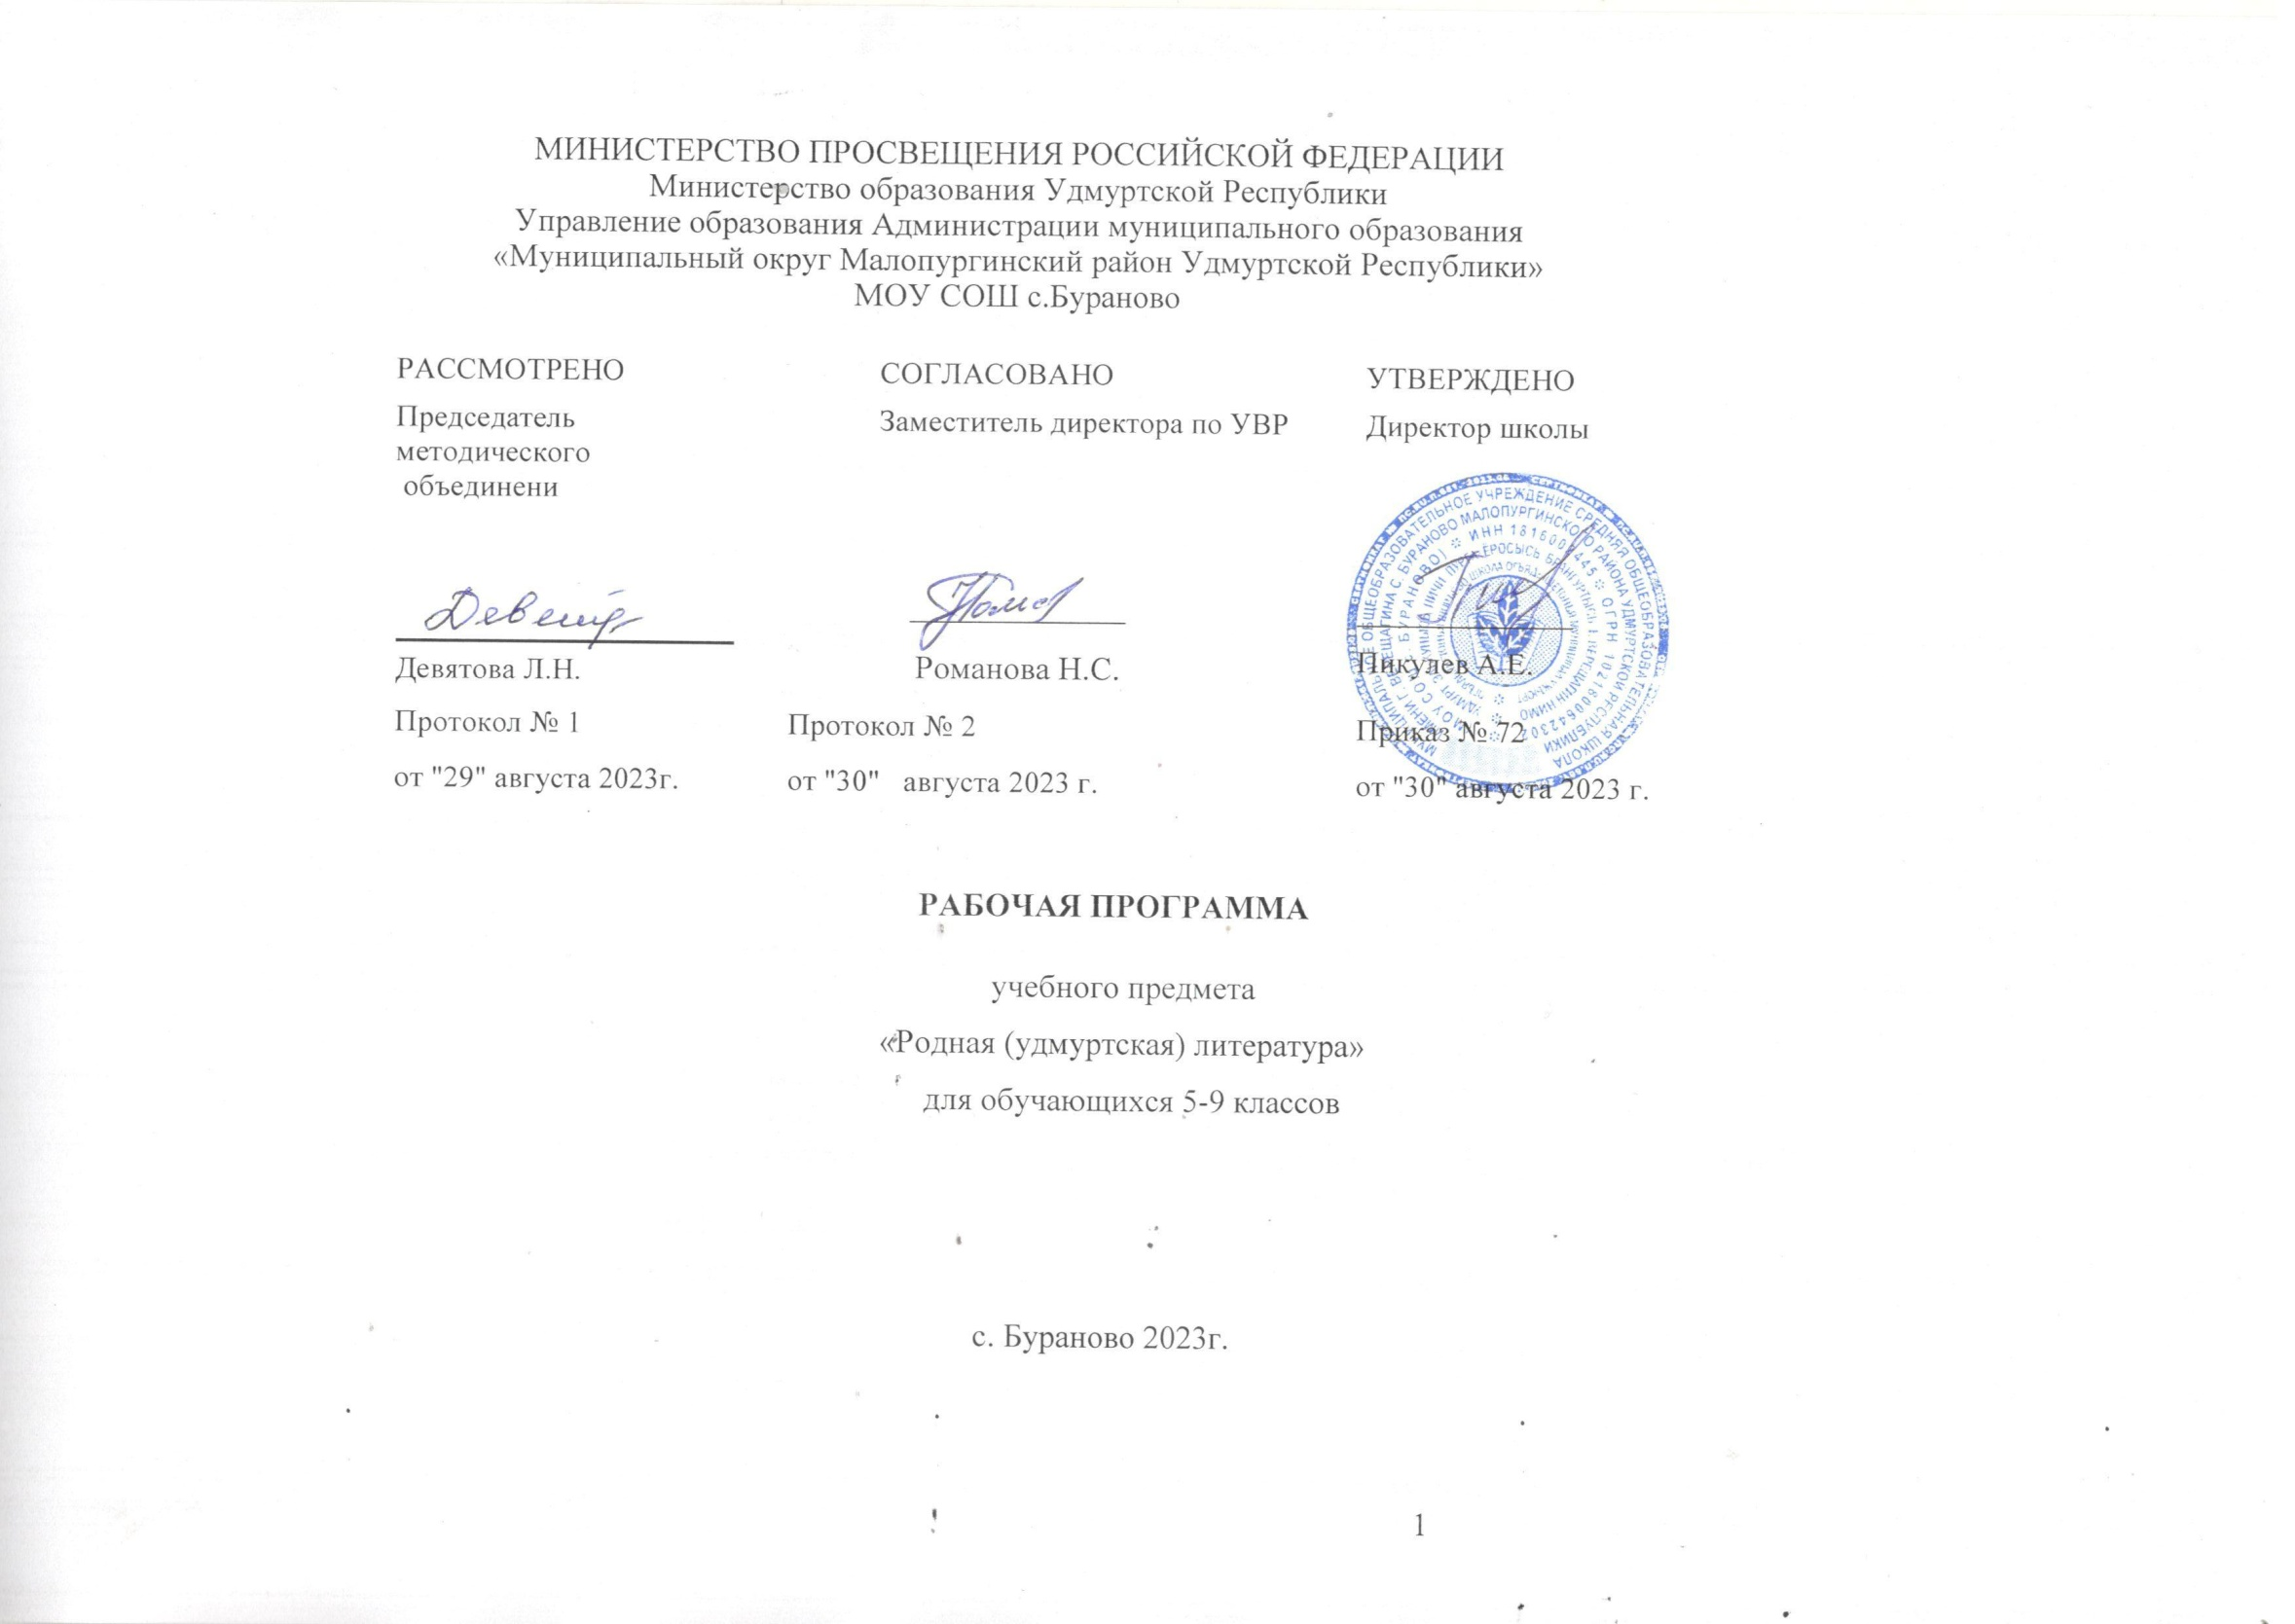 МИНИСТЕРСТВО ПРОСВЕЩЕНИЯ РОССИЙСКОЙ ФЕДЕРАЦИИ
Министерство образования Удмуртской Республики
Управление образования Администрации муниципального образования
«Муниципальный округ Малопургинский район Удмуртской Республики»
МОУ СОШ с.Бураново
РАССМОТРЕНО
Председатель
методического
объединени
Девятова Л.Н.
Протокол № 1
от "29" августа 2023г.
СОГЛАСОВАНО
Заместитель директора по УВР
Романова Н.С.
Протокол № 2
от "30" августа 2023 г.
УТВЕРЖДЕНО
Директор школы
Пикулев А.Е.
Приказ № 72
от "30" августа 2023 г.
РАБОЧАЯ ПРОГРАММА
учебного предмета
«Родная (удмуртская) литература»
для обучающихся 5-9 классов
с. Бураново 2023г.
1